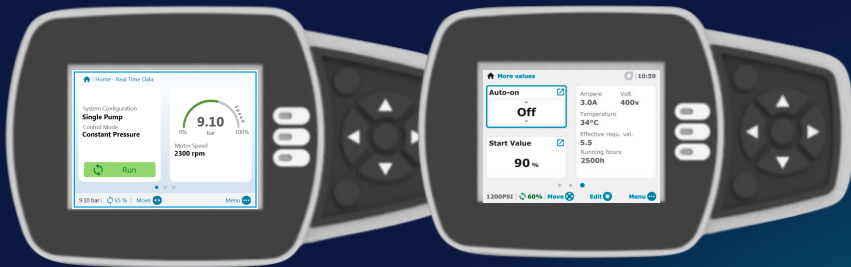 | Home - Real Time Data
System Configuration
Single Pump
Control Mode
Constant Pressure
Run
Speed
9.10
0% bar 100%
Motor Speed
2300 rpm
9.10 bar | 65 % | Move Menu
More values 10:59
Auto-on
Off
Start Value
90 %
Ampere Volt
3.0A 400v
Temperature
34°C
Effective requ. val.
5.5
Running hours
2500h
1200PSI 60% Move Edit Menu